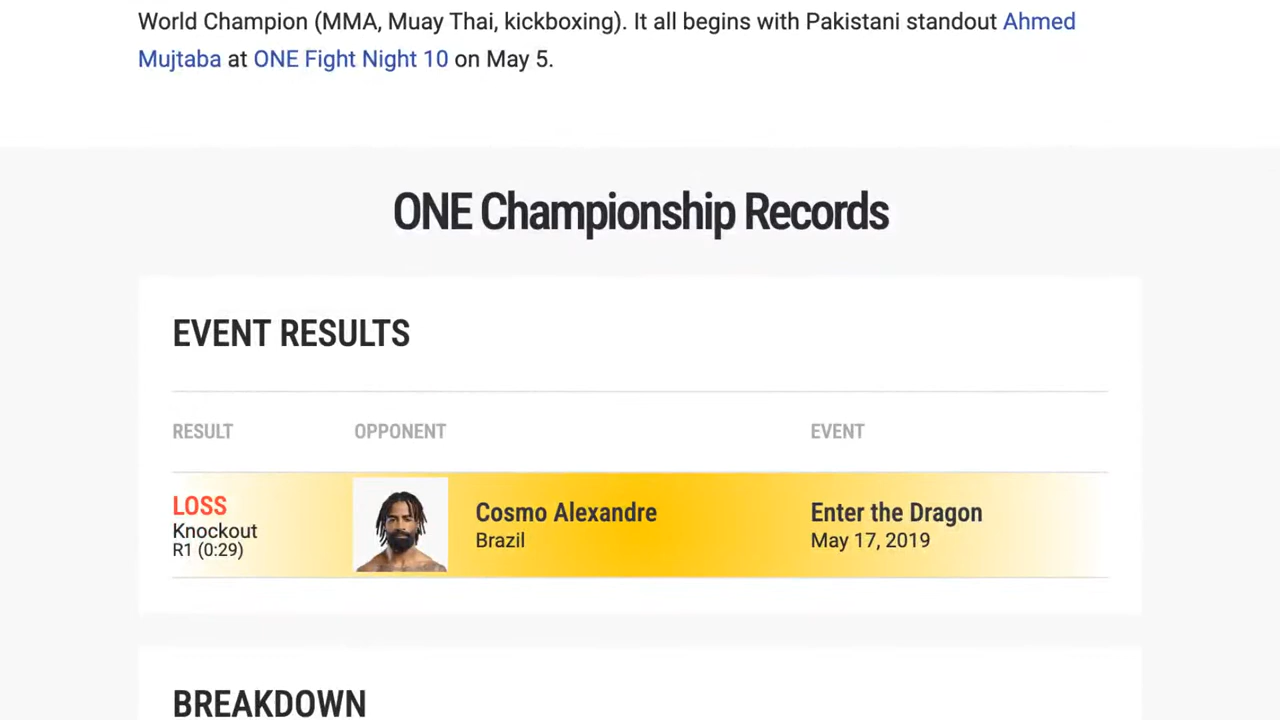 World Champion (MMA, Muay Thai, kickboxing). It all begins with Pakistani standout Ahmed
Mujtaba at ONE Fight Night 10 on May 5.
ONE Championship Records
EVENT RESULTS
RESULT OPPONENT EVENT
LOSS
Knockout
R1 (0:29)
Cosmo Alexandre
Brazil
Enter the Dragon
May 17, 2019
BREAKDOWN